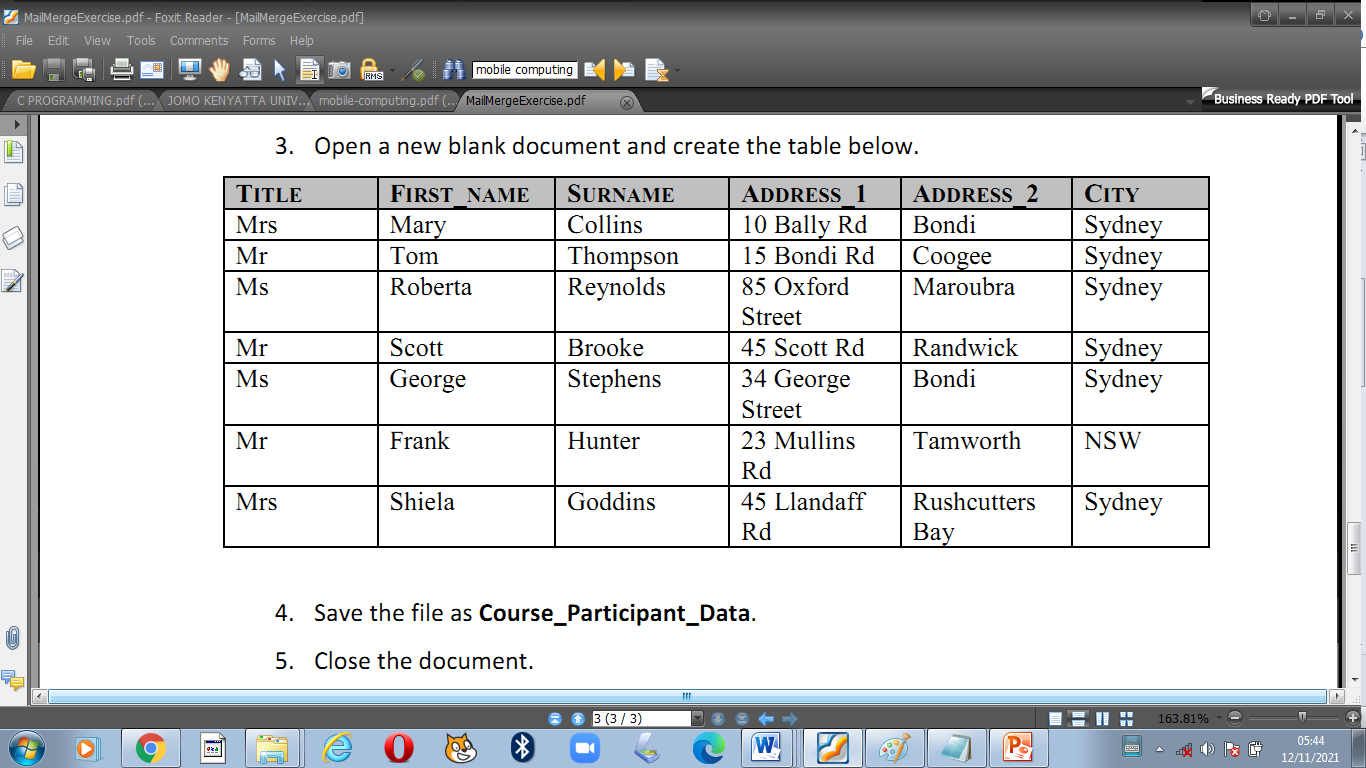 MailMergeExercise.pdf - Foxit Reader - [MailMergeExercise.pdf]
File Edit View Tools Comments Forms Help
RMS mobile computing
C PROGRAMMING.pdf (... JOMO KENYATTA UNIV... mobile-computing.pdf (... MailMergeExercise.pdf Business Ready PDF Tool
3. Open a new blank document and create the table below.
TITLE FIRST_NAME SURNAME ADDRESS_1 ADDRESS_2 CITY
Mrs Mary Collins 10 Bally Rd Bondi Sydney
Mr Tom Thompson 15 Bondi Rd Coogee Sydney
Ms Roberta Reynolds 85 Oxford Maroubra Sydney
Street
Mr Scott Brooke 45 Scott Rd Randwick Sydney
Ms George Stephens 34 George Bondi Sydney
Street
Mr Frank Hunter 23 Mullins Tamworth NSW
Rd
Mrs Shiela Goddins 45 Llandaff Rushcutters Sydney
Rd Bay
4. Save the file as Course_Participant_Data.
5. Close the document.
3 (3 / 3) 163.81%
05:44
12/11/2021